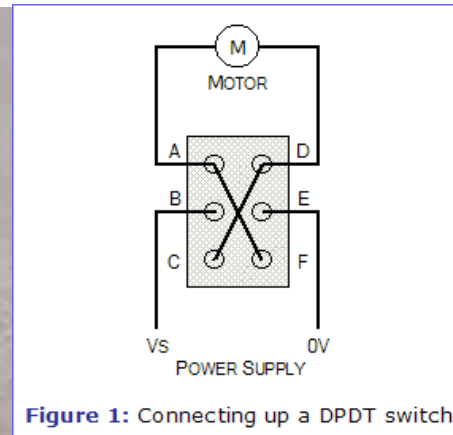 M
MOTOR
A D
B E
C F
VS 0V
POWER SUPPLY
Figure 1: Connecting up a DPDT switch